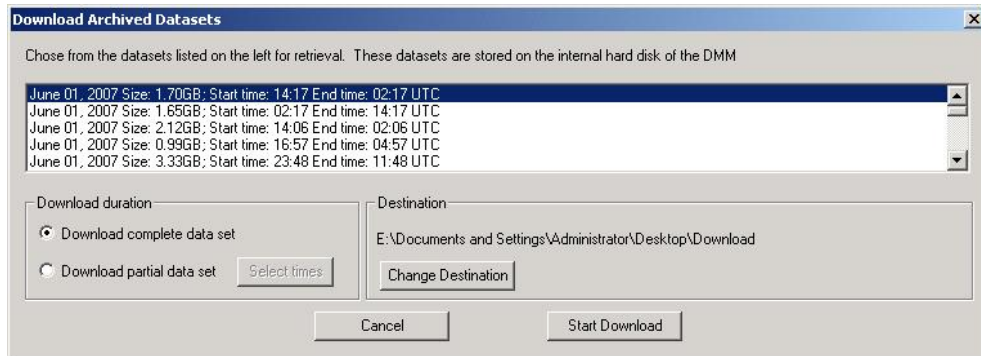 Download Archived Datasets
Chose from the datasets listed on the left for retrieval. These datasets are stored on the internal hard disk of the DMM
June 01, 2007 Size: 1.70GB; Start time: 14:17 End time: 02:17 UTC
June 01, 2007 Size: 1.65GB; Start time: 02:17 End time: 14:17 UTC
June 01, 2007 Size: 2.12GB; Start time: 14:06 End time: 02:06 UTC
June 01, 2007 Size: 0.99GB; Start time: 16:57 End time: 04:57 UTC
June 01, 2007 Size: 3.33GB; Start time: 23:48 End time: 11:48 UTC
Download duration
Download complete data set
Download partial data set
Select times
Destination
E:\Documents and Settings\Administrator\Desktop\Download
Change Destination
Cancel
Start Download